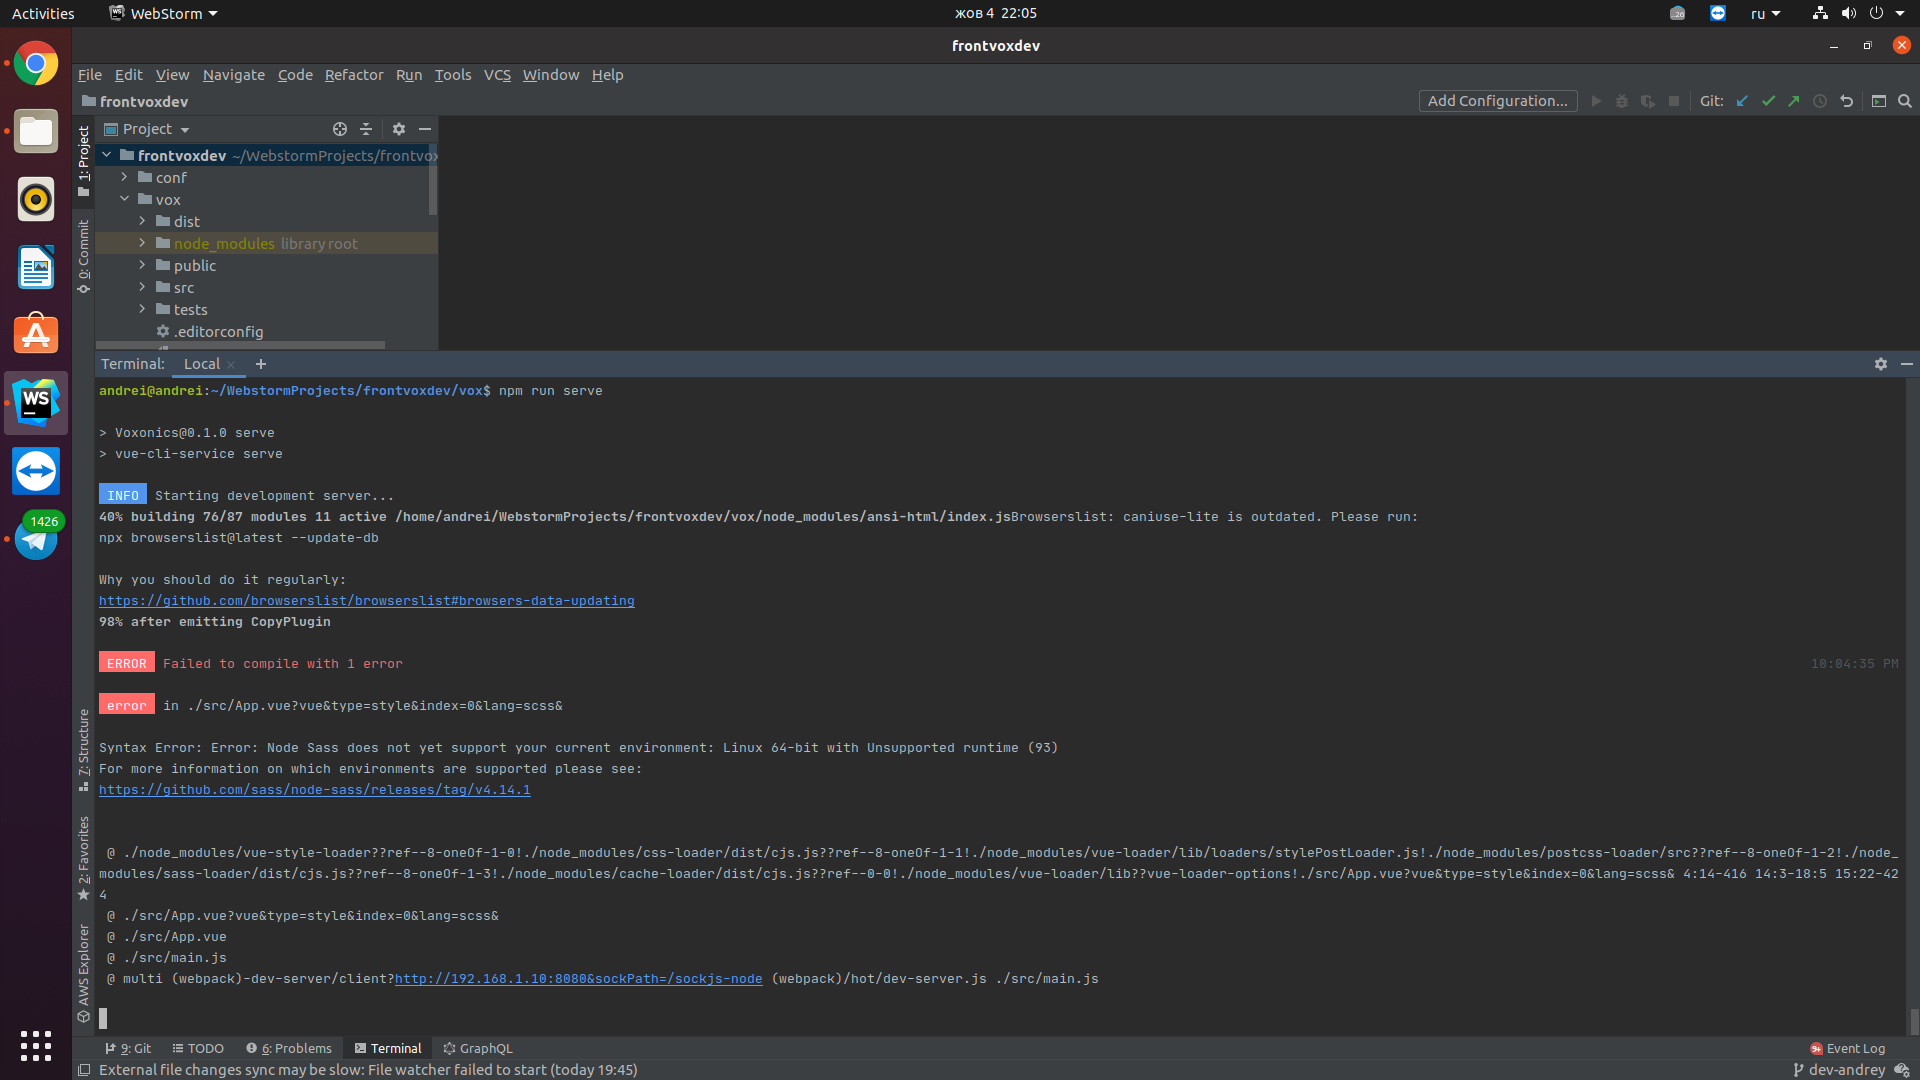 Activities WebStorm жов 4 22:05 ru
frontvoxdev
File Edit View Navigate Code Refactor Run Tools VCS Window Help
frontvoxdev Add Configuration... Git:
1: Project
Project
frontvoxdev ~/WebstormProjects/frontvox
conf
vox
dist
node_modules library root
public
src
tests
.editorconfig
0: Commit
7: Structure
2: Favorites
AWS Explorer
WS
1426
Terminal: Local
andrei@andrei:~/WebstormProjects/frontvoxdev/vox$ npm run serve
> Voxonics@0.1.0 serve
> vue-cli-service serve
INFO Starting development server...
40% building 76/87 modules 11 active /home/andrei/WebstormProjects/frontvoxdev/vox/node_modules/ansi-html/index.jsBrowserslist: caniuse-lite is outdated. Please run:
npx browserslist@latest --update-db
Why you should do it regularly:
https://github.com/browserslist/browserslist#browsers-data-updating
98% after emitting CopyPlugin
ERROR Failed to compile with 1 error 10:04:35 PM
error in ./src/App.vue?vue&type=style&index=0&lang=scss&
Syntax Error: Error: Node Sass does not yet support your current environment: Linux 64-bit with Unsupported runtime (93)
For more information on which environments are supported please see:
https://github.com/sass/node-sass/releases/tag/v4.14.1
@ ./node_modules/vue-style-loader??ref--8-oneOf-1-0!./node_modules/css-loader/dist/cjs.js??ref--8-oneOf-1-1!./node_modules/vue-loader/lib/loaders/stylePostLoader.js!./node_modules/postcss-loader/src??ref--8-oneOf-1-2!./node_
modules/sass-loader/dist/cjs.js??ref--8-oneOf-1-3!./node_modules/cache-loader/dist/cjs.js??ref--0-0!./node_modules/vue-loader/lib??vue-loader-options!./src/App.vue?vue&type=style&index=0&lang=scss& 4:14-416 14:3-18:5 15:22-42
4
@ ./src/App.vue?vue&type=style&index=0&lang=scss&
@ ./src/App.vue
@ ./src/main.js
@ multi (webpack)-dev-server/client?http://192.168.1.10:8080&sockPath=/sockjs-node (webpack)/hot/dev-server.js ./src/main.js
9: Git TODO 6: Problems Terminal GraphQL 9+ Event Log
External file changes sync may be slow: File watcher failed to start (today 19:45) dev-andrey